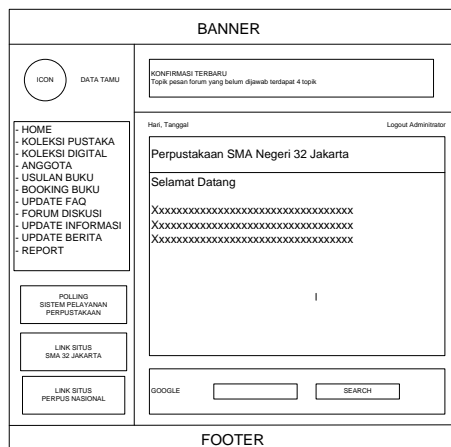 BANNER
ICON
DATA TAMU
KONFIRMASI TERBARU
Topik pesan forum yang belum dijawab terdapat 4 topik
- HOME
- KOLEKSI PUSTAKA
- KOLEKSI DIGITAL
- ANGGOTA
- USULAN BUKU
- BOOKING BUKU
- UPDATE FAQ
- FORUM DISKUSI
- UPDATE INFORMASI
- UPDATE BERITA
- REPORT
POLLING
SISTEM PELAYANAN
PERPUSTAKAAN
LINK SITUS
SMA 32 JAKARTA
LINK SITUS
PERPUS NASIONAL
Hari, Tanggal
Logout Adminitrator
Perpustakaan SMA Negeri 32 Jakarta
Selamat Datang
Xxxxxxxxxxxxxxxxxxxxxxxxxxxxxxxxxx
Xxxxxxxxxxxxxxxxxxxxxxxxxxxxxxxxxx
Xxxxxxxxxxxxxxxxxxxxxxxxxxxxxxxxxx
I
GOOGLE
SEARCH
FOOTER